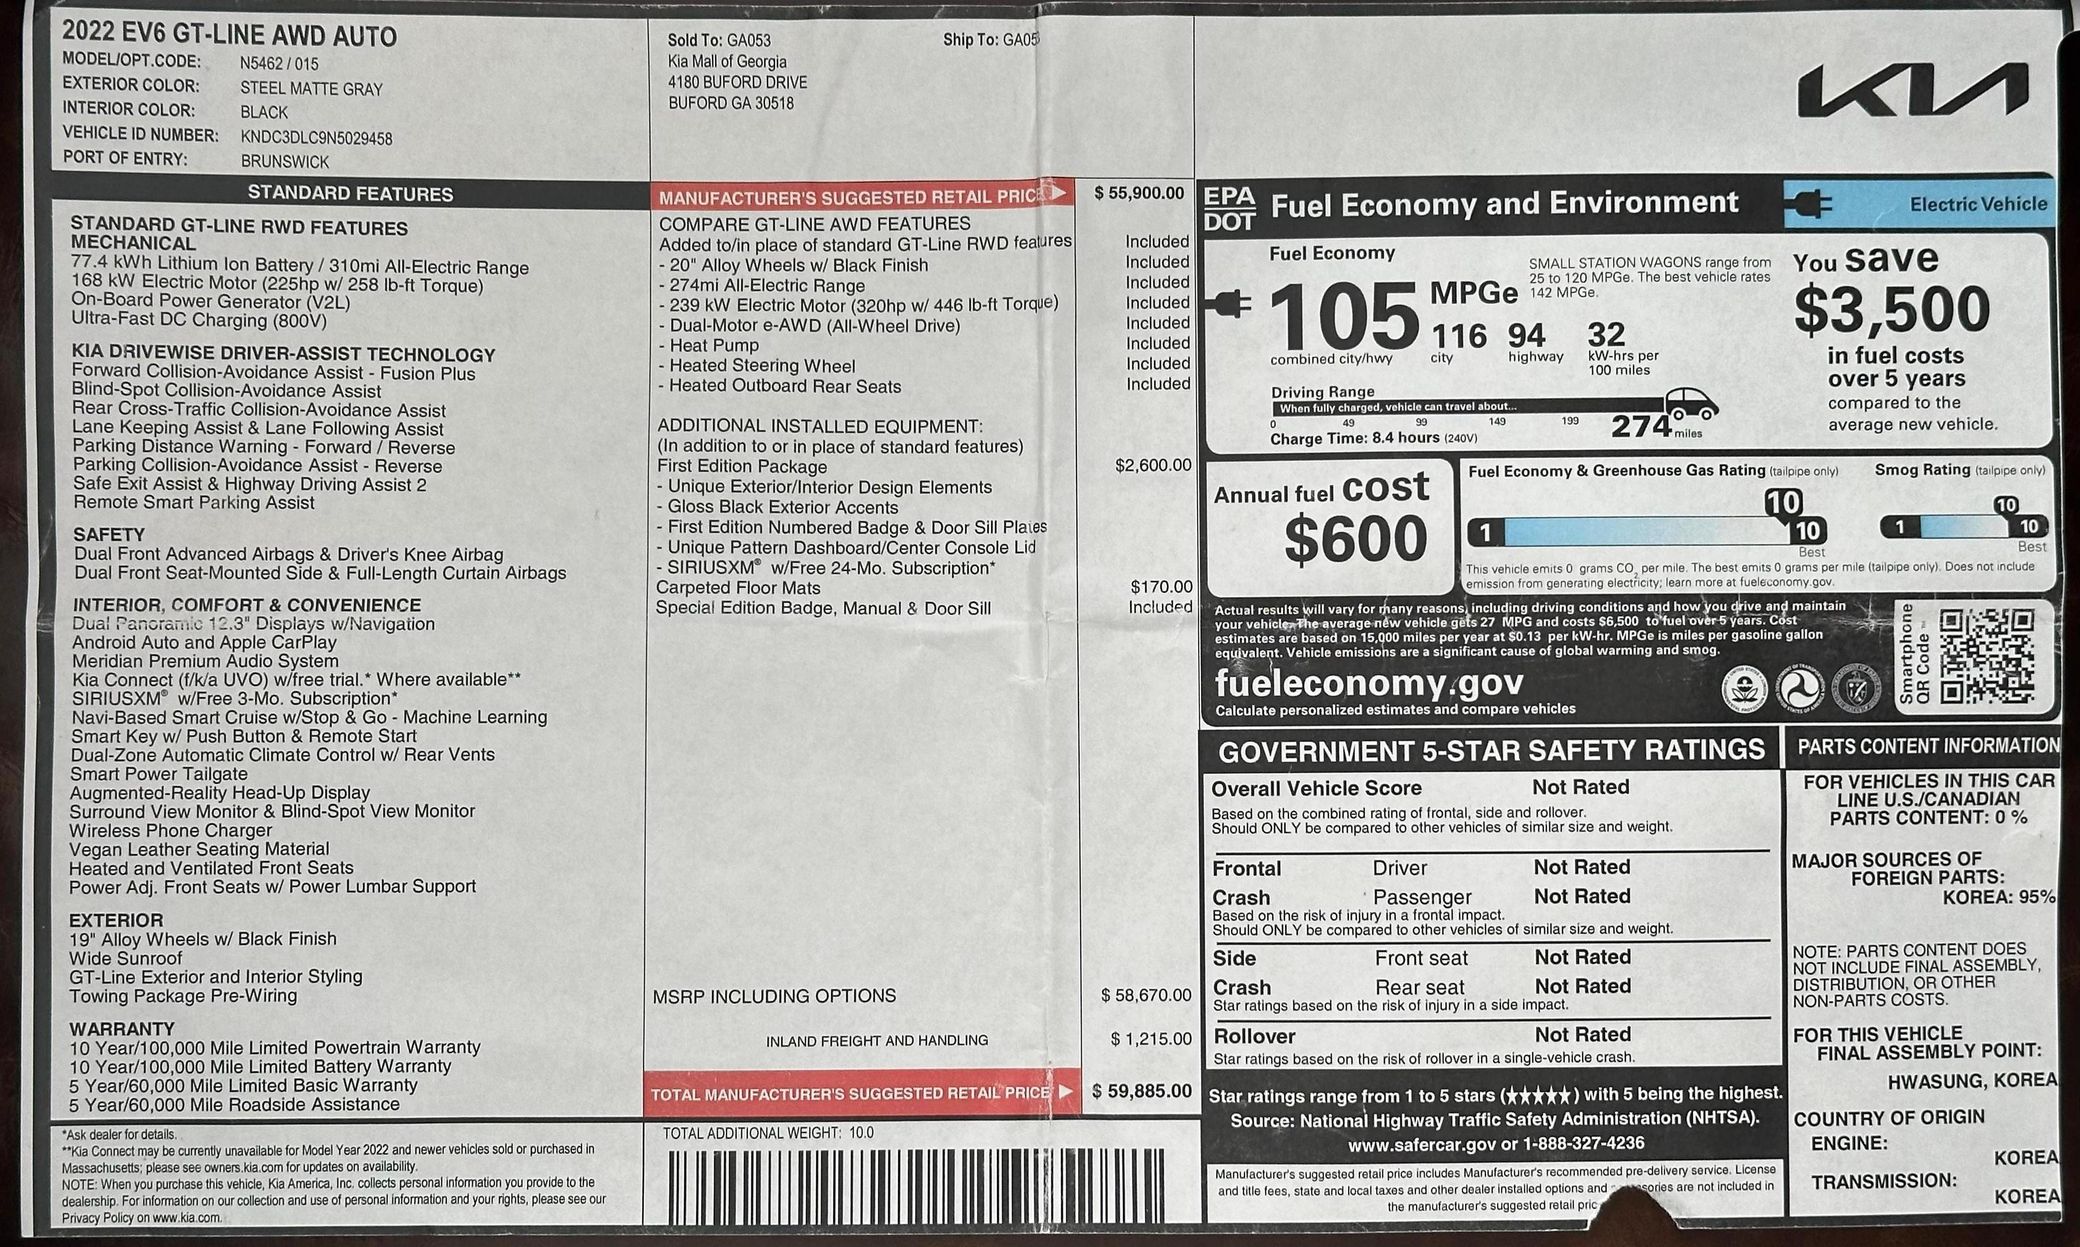 2022 EV6 GT-LINE AWD AUTO
MODEL/OPT.CODE: N5462 / 015
EXTERIOR COLOR: STEEL MATTE GRAY
INTERIOR COLOR: BLACK
VEHICLE ID NUMBER: KNDC3DLC9N5029458
PORT OF ENTRY: BRUNSWICK
Sold To: GA053 Ship To: GA05
Kia Mall of Georgia
4180 BUFORD DRIVE
BUFORD GA 30518
KIA
STANDARD FEATURES
STANDARD GT-LINE RWD FEATURES
MECHANICAL
77.4 kWh Lithium Ion Battery / 310mi All-Electric Range
168 kW Electric Motor (225hp w/ 258 lb-ft Torque)
On-Board Power Generator (V2L)
Ultra-Fast DC Charging (800V)
KIA DRIVEWISE DRIVER-ASSIST TECHNOLOGY
Forward Collision-Avoidance Assist - Fusion Plus
Blind-Spot Collision-Avoidance Assist
Rear Cross-Traffic Collision-Avoidance Assist
Lane Keeping Assist & Lane Following Assist
Parking Distance Warning - Forward / Reverse
Parking Collision-Avoidance Assist - Reverse
Safe Exit Assist & Highway Driving Assist 2
Remote Smart Parking Assist
SAFETY
Dual Front Advanced Airbags & Driver's Knee Airbag
Dual Front Seat-Mounted Side & Full-Length Curtain Airbags
INTERIOR, COMFORT & CONVENIENCE
Dual Panoramic 12.3" Displays w/Navigation
Android Auto and Apple CarPlay
Meridian Premium Audio System
Kia Connect (f/k/a UVO) w/free trial.* Where available**
SIRIUSXM® w/Free 3-Mo. Subscription*
Navi-Based Smart Cruise w/Stop & Go - Machine Learning
Smart Key w/ Push Button & Remote Start
Dual-Zone Automatic Climate Control w/ Rear Vents
Smart Power Tailgate
Augmented-Reality Head-Up Display
Surround View Monitor & Blind-Spot View Monitor
Wireless Phone Charger
Vegan Leather Seating Material
Heated and Ventilated Front Seats
Power Adj. Front Seats w/ Power Lumbar Support
EXTERIOR
19" Alloy Wheels w/ Black Finish
Wide Sunroof
GT-Line Exterior and Interior Styling
Towing Package Pre-Wiring
WARRANTY
10 Year/100,000 Mile Limited Powertrain Warranty
10 Year/100,000 Mile Limited Battery Warranty
5 Year/60,000 Mile Limited Basic Warranty
5 Year/60,000 Mile Roadside Assistance
*Ask dealer for details.
**Kia Connect may be currently unavailable for Model Year 2022 and newer vehicles sold or purchased in
Massachusetts; please see owners.kia.com for updates on availability.
NOTE: When you purchase this vehicle, Kia America, Inc. collects personal information you provide to the
dealership. For information on our collection and use of personal information and your rights, please see our
Privacy Policy on www.kia.com.
MANUFACTURER'S SUGGESTED RETAIL PRICE $ 55,900.00
COMPARE GT-LINE AWD FEATURES
Added to/in place of standard GT-Line RWD features Included
- 20" Alloy Wheels w/ Black Finish Included
- 274mi All-Electric Range Included
- 239 kW Electric Motor (320hp w/ 446 lb-ft Torque) Included
- Dual-Motor e-AWD (All-Wheel Drive) Included
- Heat Pump Included
- Heated Steering Wheel Included
- Heated Outboard Rear Seats Included
ADDITIONAL INSTALLED EQUIPMENT:
(In addition to or in place of standard features)
First Edition Package $2,600.00
- Unique Exterior/Interior Design Elements
- Gloss Black Exterior Accents
- First Edition Numbered Badge & Door Sill Plates
- Unique Pattern Dashboard/Center Console Lid
- SIRIUSXM® w/Free 24-Mo. Subscription*
Carpeted Floor Mats $170.00
Special Edition Badge, Manual & Door Sill Included
MSRP INCLUDING OPTIONS $ 58,670.00
INLAND FREIGHT AND HANDLING $ 1,215.00
TOTAL MANUFACTURER'S SUGGESTED RETAIL PRICE $ 59,885.00
TOTAL ADDITIONAL WEIGHT: 10.0
EPA
DOT
Fuel Economy and Environment
Electric Vehicle
Fuel Economy
105 MPGe
combined city/hwy
116 city
94 highway
32 kW-hrs per
100 miles
SMALL STATION WAGONS range from
25 to 120 MPGe. The best vehicle rates
142 MPGe.
Driving Range
When fully charged, vehicle can travel about...
0 49 99 149 199 274 miles
Charge Time: 8.4 hours (240V)
You save
$3,500
in fuel costs
over 5 years
compared to the
average new vehicle.
Annual fuel cost
$600
Fuel Economy & Greenhouse Gas Rating (tailpipe only)
10
1 10
Best
Smog Rating (tailpipe only)
10
1 10
Best
This vehicle emits 0 grams CO2 per mile. The best emits 0 grams per mile (tailpipe only). Does not include
emission from generating electricity; learn more at fueleconomy.gov.
Actual results will vary for many reasons, including driving conditions and how you drive and maintain
your vehicle. The average new vehicle gets 27 MPG and costs $6,500 to fuel over 5 years. Cost
estimates are based on 15,000 miles per year at $0.13 per kW-hr. MPGe is miles per gasoline gallon
equivalent. Vehicle emissions are a significant cause of global warming and smog.
fueleconomy.gov
Calculate personalized estimates and compare vehicles
Smartphone
QR Code™
GOVERNMENT 5-STAR SAFETY RATINGS
Overall Vehicle Score Not Rated
Based on the combined rating of frontal, side and rollover.
Should ONLY be compared to other vehicles of similar size and weight.
Frontal Driver Not Rated
Crash Passenger Not Rated
Based on the risk of injury in a frontal impact.
Should ONLY be compared to other vehicles of similar size and weight.
Side Front seat Not Rated
Crash Rear seat Not Rated
Star ratings based on the risk of injury in a side impact.
Rollover Not Rated
Star ratings based on the risk of rollover in a single-vehicle crash.
Star ratings range from 1 to 5 stars (★★★★★) with 5 being the highest.
Source: National Highway Traffic Safety Administration (NHTSA).
www.safercar.gov or 1-888-327-4236
Manufacturer's suggested retail price includes Manufacturer's recommended pre-delivery service. License
and title fees, state and local taxes and other dealer installed options and are not included in
the manufacturer's suggested retail
PARTS CONTENT INFORMATION
FOR VEHICLES IN THIS CAR
LINE U.S./CANADIAN
PARTS CONTENT: 0 %
MAJOR SOURCES OF
FOREIGN PARTS:
KOREA: 95%
NOTE: PARTS CONTENT DOES
NOT INCLUDE FINAL ASSEMBLY,
DISTRIBUTION, OR OTHER
NON-PARTS COSTS.
FOR THIS VEHICLE
FINAL ASSEMBLY POINT:
HWASUNG, KOREA
COUNTRY OF ORIGIN
ENGINE:
KOREA
TRANSMISSION:
KOREA